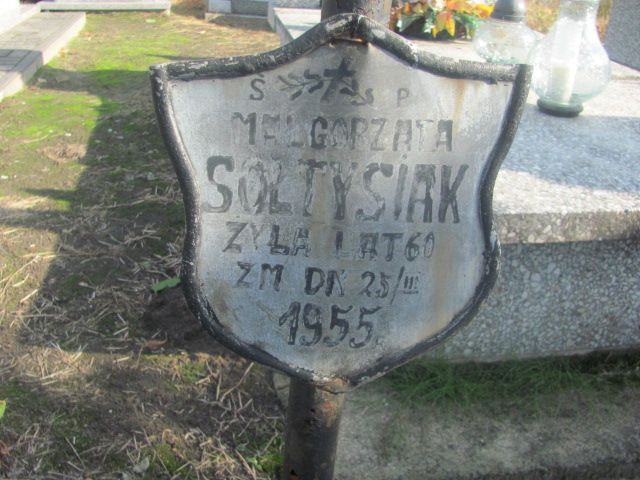 Ś P
MAŁGORZATA
SOŁTYSIAK
ŻYŁA LAT 60
ZM DN 25/III
1955.